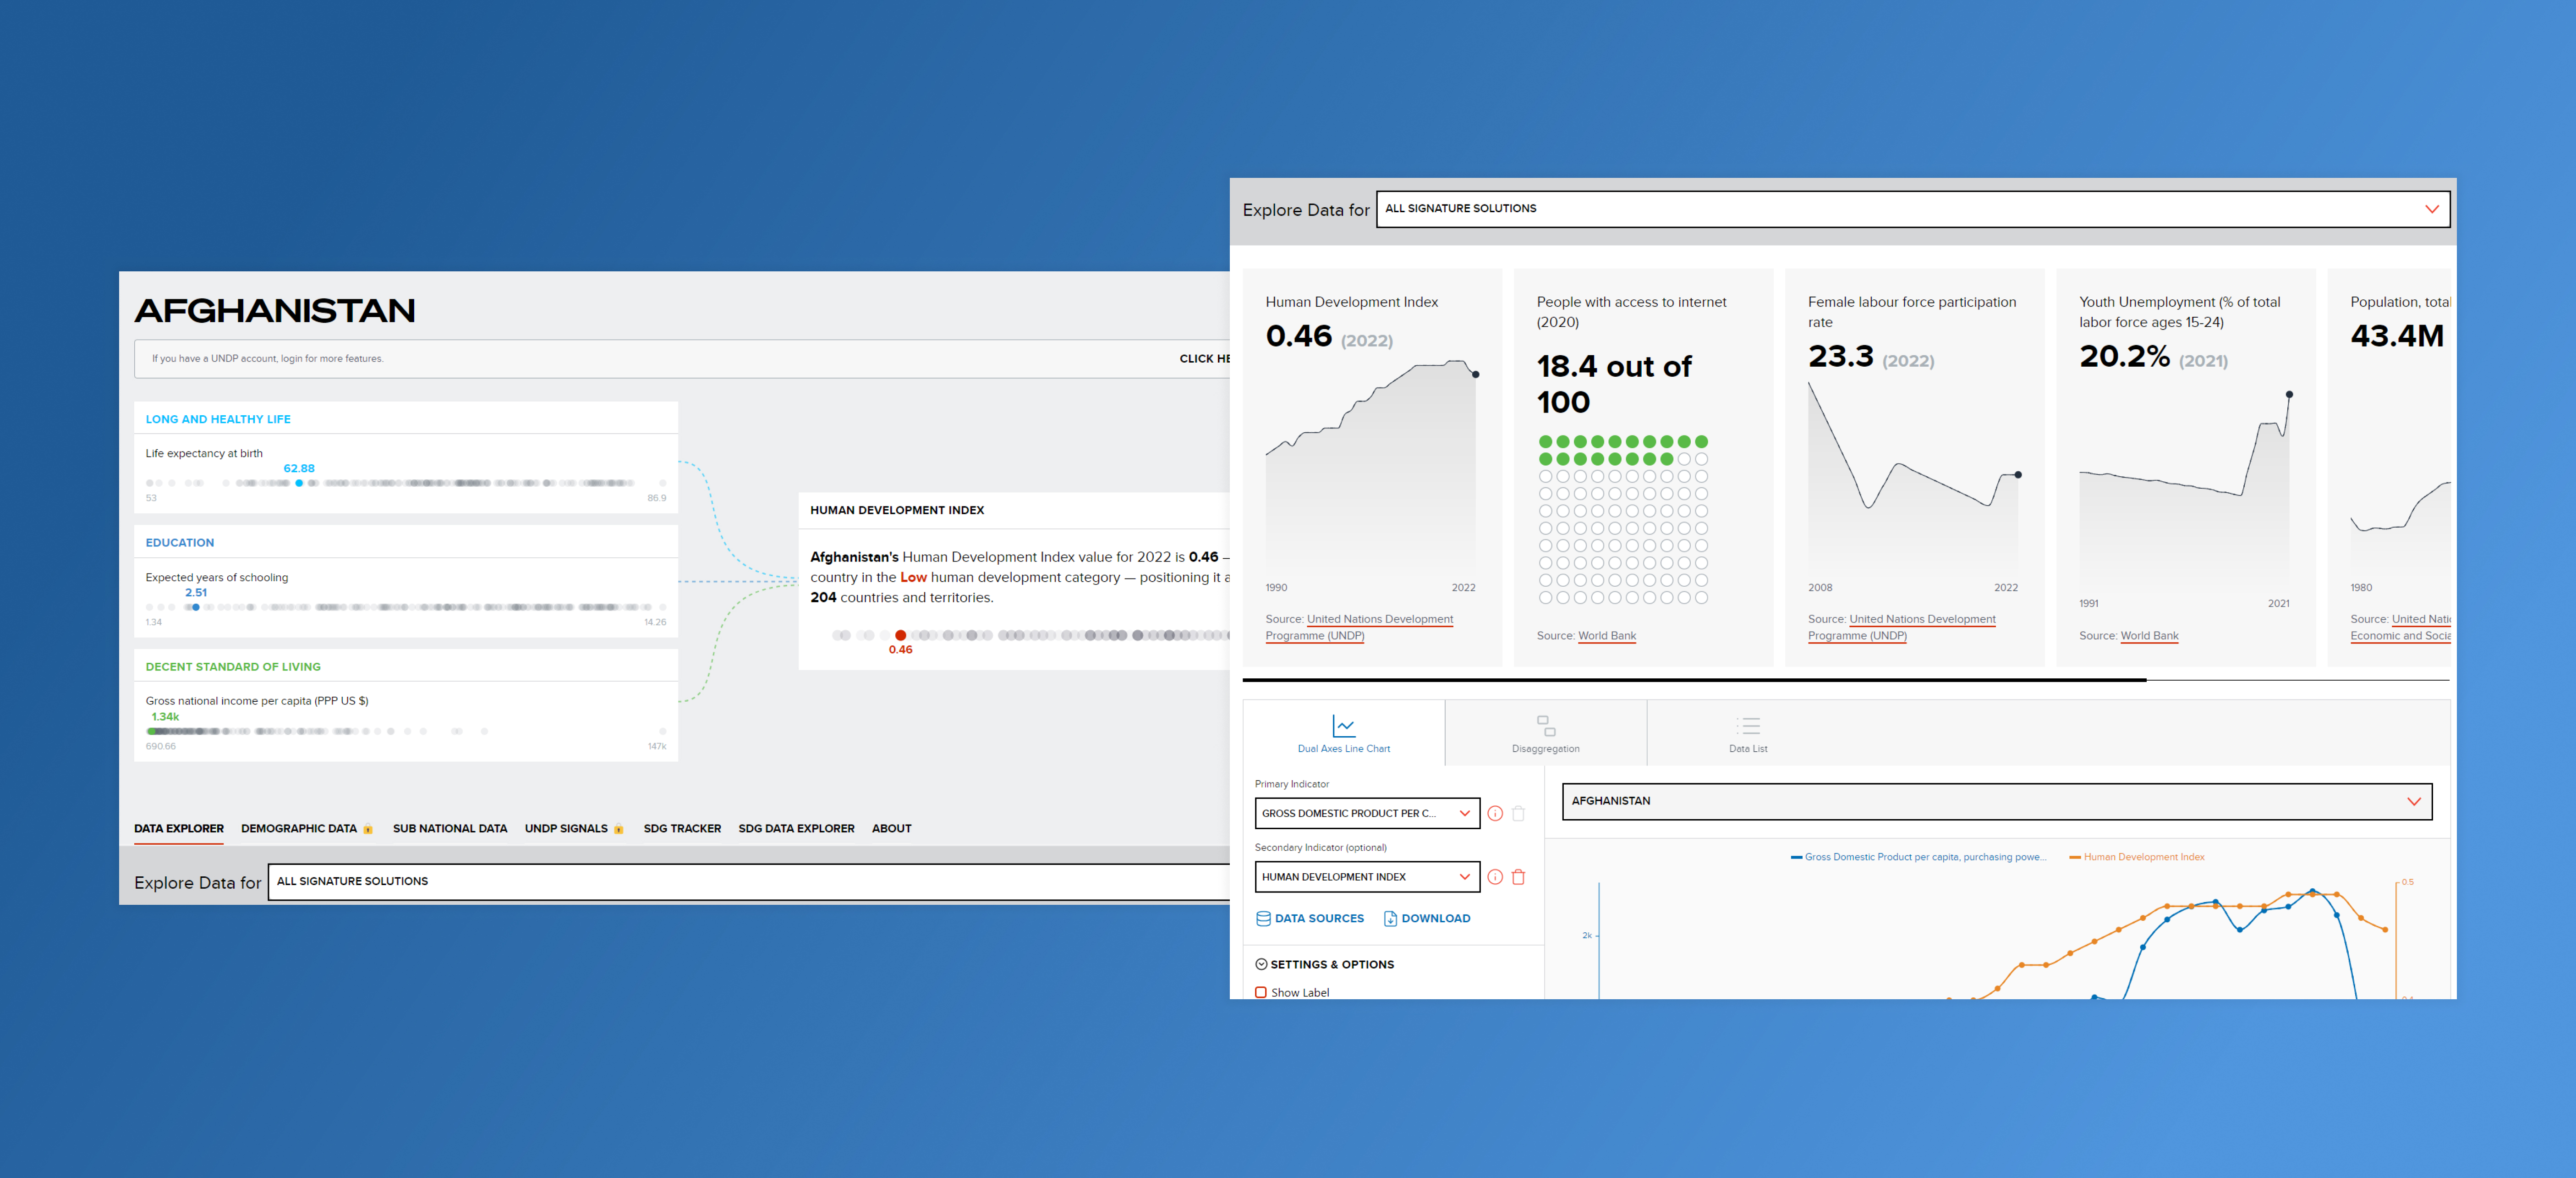 AFGHANISTAN
If you have a UNDP account, login for more features.
CLICK HE
LONG AND HEALTHY LIFE
Life expectancy at birth
62.88
53
86.9
EDUCATION
Expected years of schooling
2.51
1.34
14.26
DECENT STANDARD OF LIVING
Gross national income per capita (PPP US $)
1.34k
690.66
147k
HUMAN DEVELOPMENT INDEX
Afghanistan's Human Development Index value for 2022 is 0.46 —
country in the Low human development category — positioning it a
204 countries and territories.
0.46
DATA EXPLORER
DEMOGRAPHIC DATA
SUB NATIONAL DATA
UNDP SIGNALS
SDG TRACKER
SDG DATA EXPLORER
ABOUT
Explore Data for
ALL SIGNATURE SOLUTIONS
Explore Data for
ALL SIGNATURE SOLUTIONS
Human Development Index
0.46 (2022)
1990
2022
Source: United Nations Development
Programme (UNDP)
People with access to internet
(2020)
18.4 out of
100
Source: World Bank
Female labour force participation
rate
23.3 (2022)
2008
2022
Source: United Nations Development
Programme (UNDP)
Youth Unemployment (% of total
labor force ages 15-24)
20.2% (2021)
1991
2021
Source: World Bank
Population, total
43.4M
1980
Source: United Natio
Economic and Socia
Dual Axes Line Chart
Disaggregation
Data List
Primary Indicator
GROSS DOMESTIC PRODUCT PER C...
Secondary Indicator (optional)
HUMAN DEVELOPMENT INDEX
DATA SOURCES
DOWNLOAD
SETTINGS & OPTIONS
Show Label
AFGHANISTAN
Gross Domestic Product per capita, purchasing powe...
Human Development Index
2k
0.5